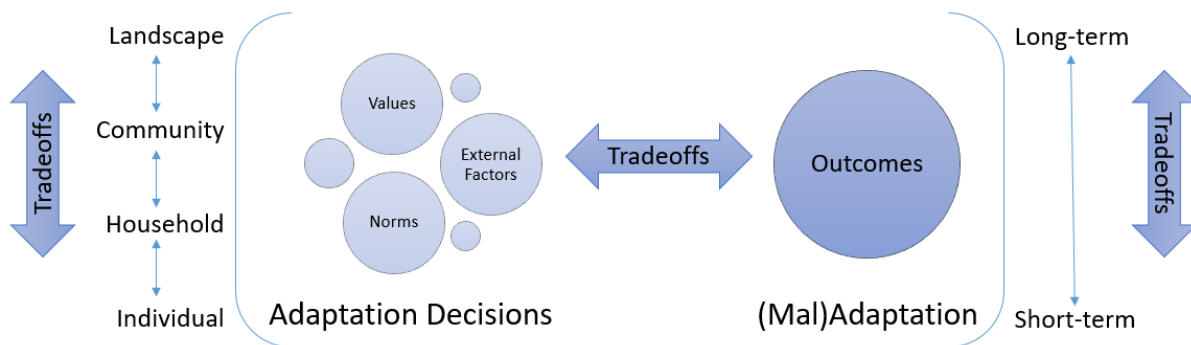 Landscape
Community
Household
Individual
Tradeoffs
Values
External
Factors
Norms
Adaptation Decisions
Tradeoffs
Outcomes
(Mal)Adaptation
Long-term
Short-term
Tradeoffs